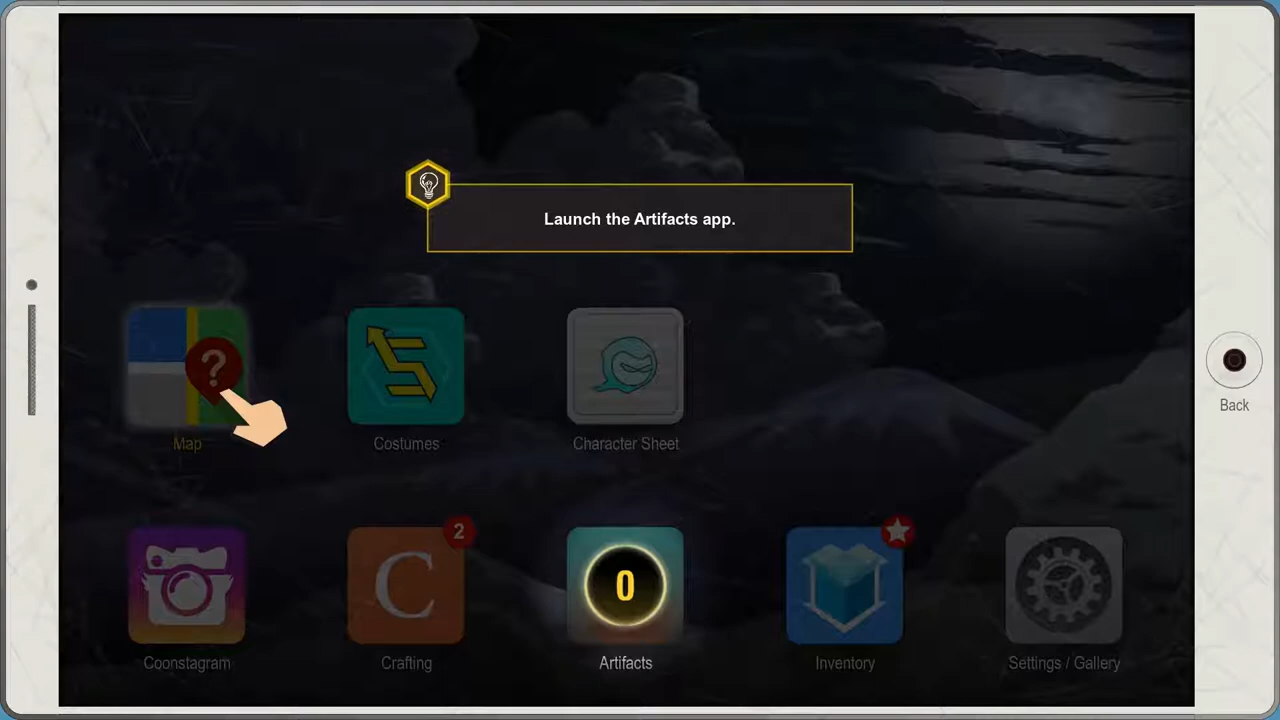 Launch the Artifacts app.
?
Back
Map
Costumes
Character Sheet
2
C
0
Coonstagram
Crafting
Artifacts
Inventory
Settings / Gallery